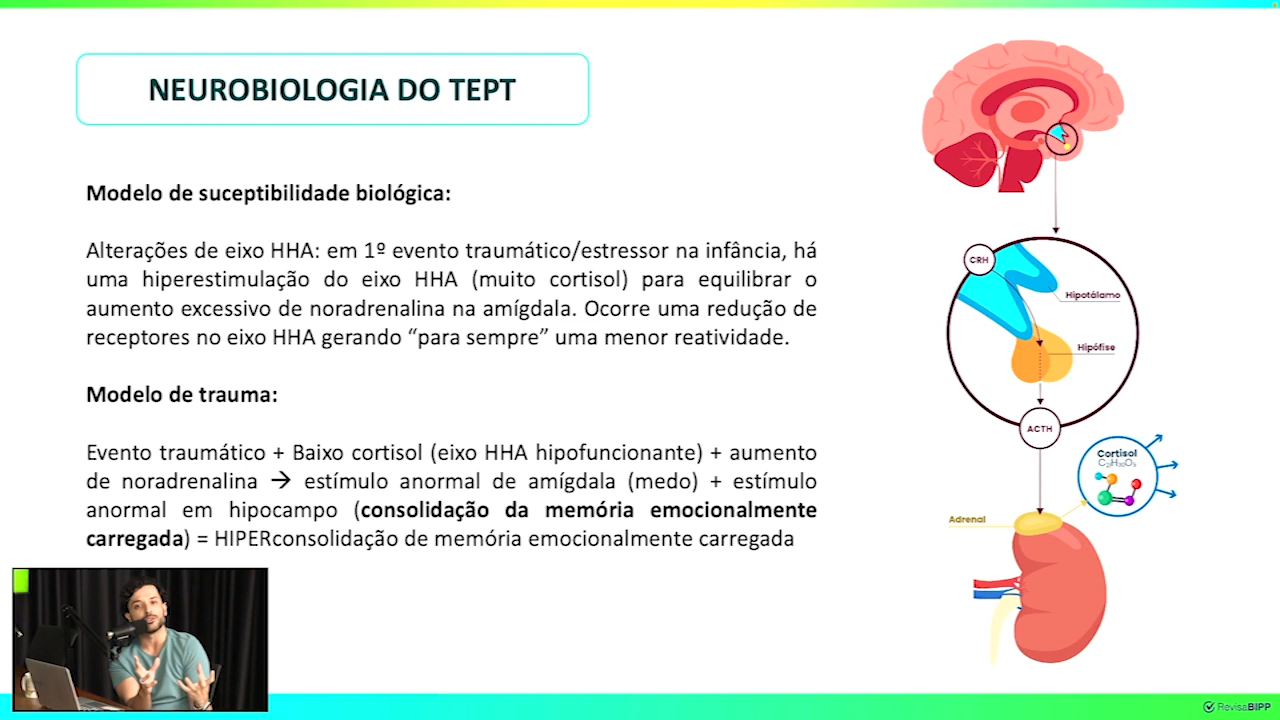 NEUROBIOLOGIA DO TEPT
Modelo de suceptibilidade biológica:
Alterações de eixo HHA: em 1º evento traumático/estressor na infância, há
uma hiperestimulação do eixo HHA (muito cortisol) para equilibrar o
aumento excessivo de noradrenalina na amígdala. Ocorre uma redução de
receptores no eixo HHA gerando “para sempre” uma menor reatividade.
Modelo de trauma:
Evento traumático + Baixo cortisol (eixo HHA hipofuncionante) + aumento
de noradrenalina → estímulo anormal de amígdala (medo) + estímulo
anormal em hipocampo (consolidação da memória emocionalmente
carregada) = HIPERconsolidação de memória emocionalmente carregada
CRH
Hipotálamo
Hipófise
ACTH
Cortisol
Adrenal
RevisaBIPP